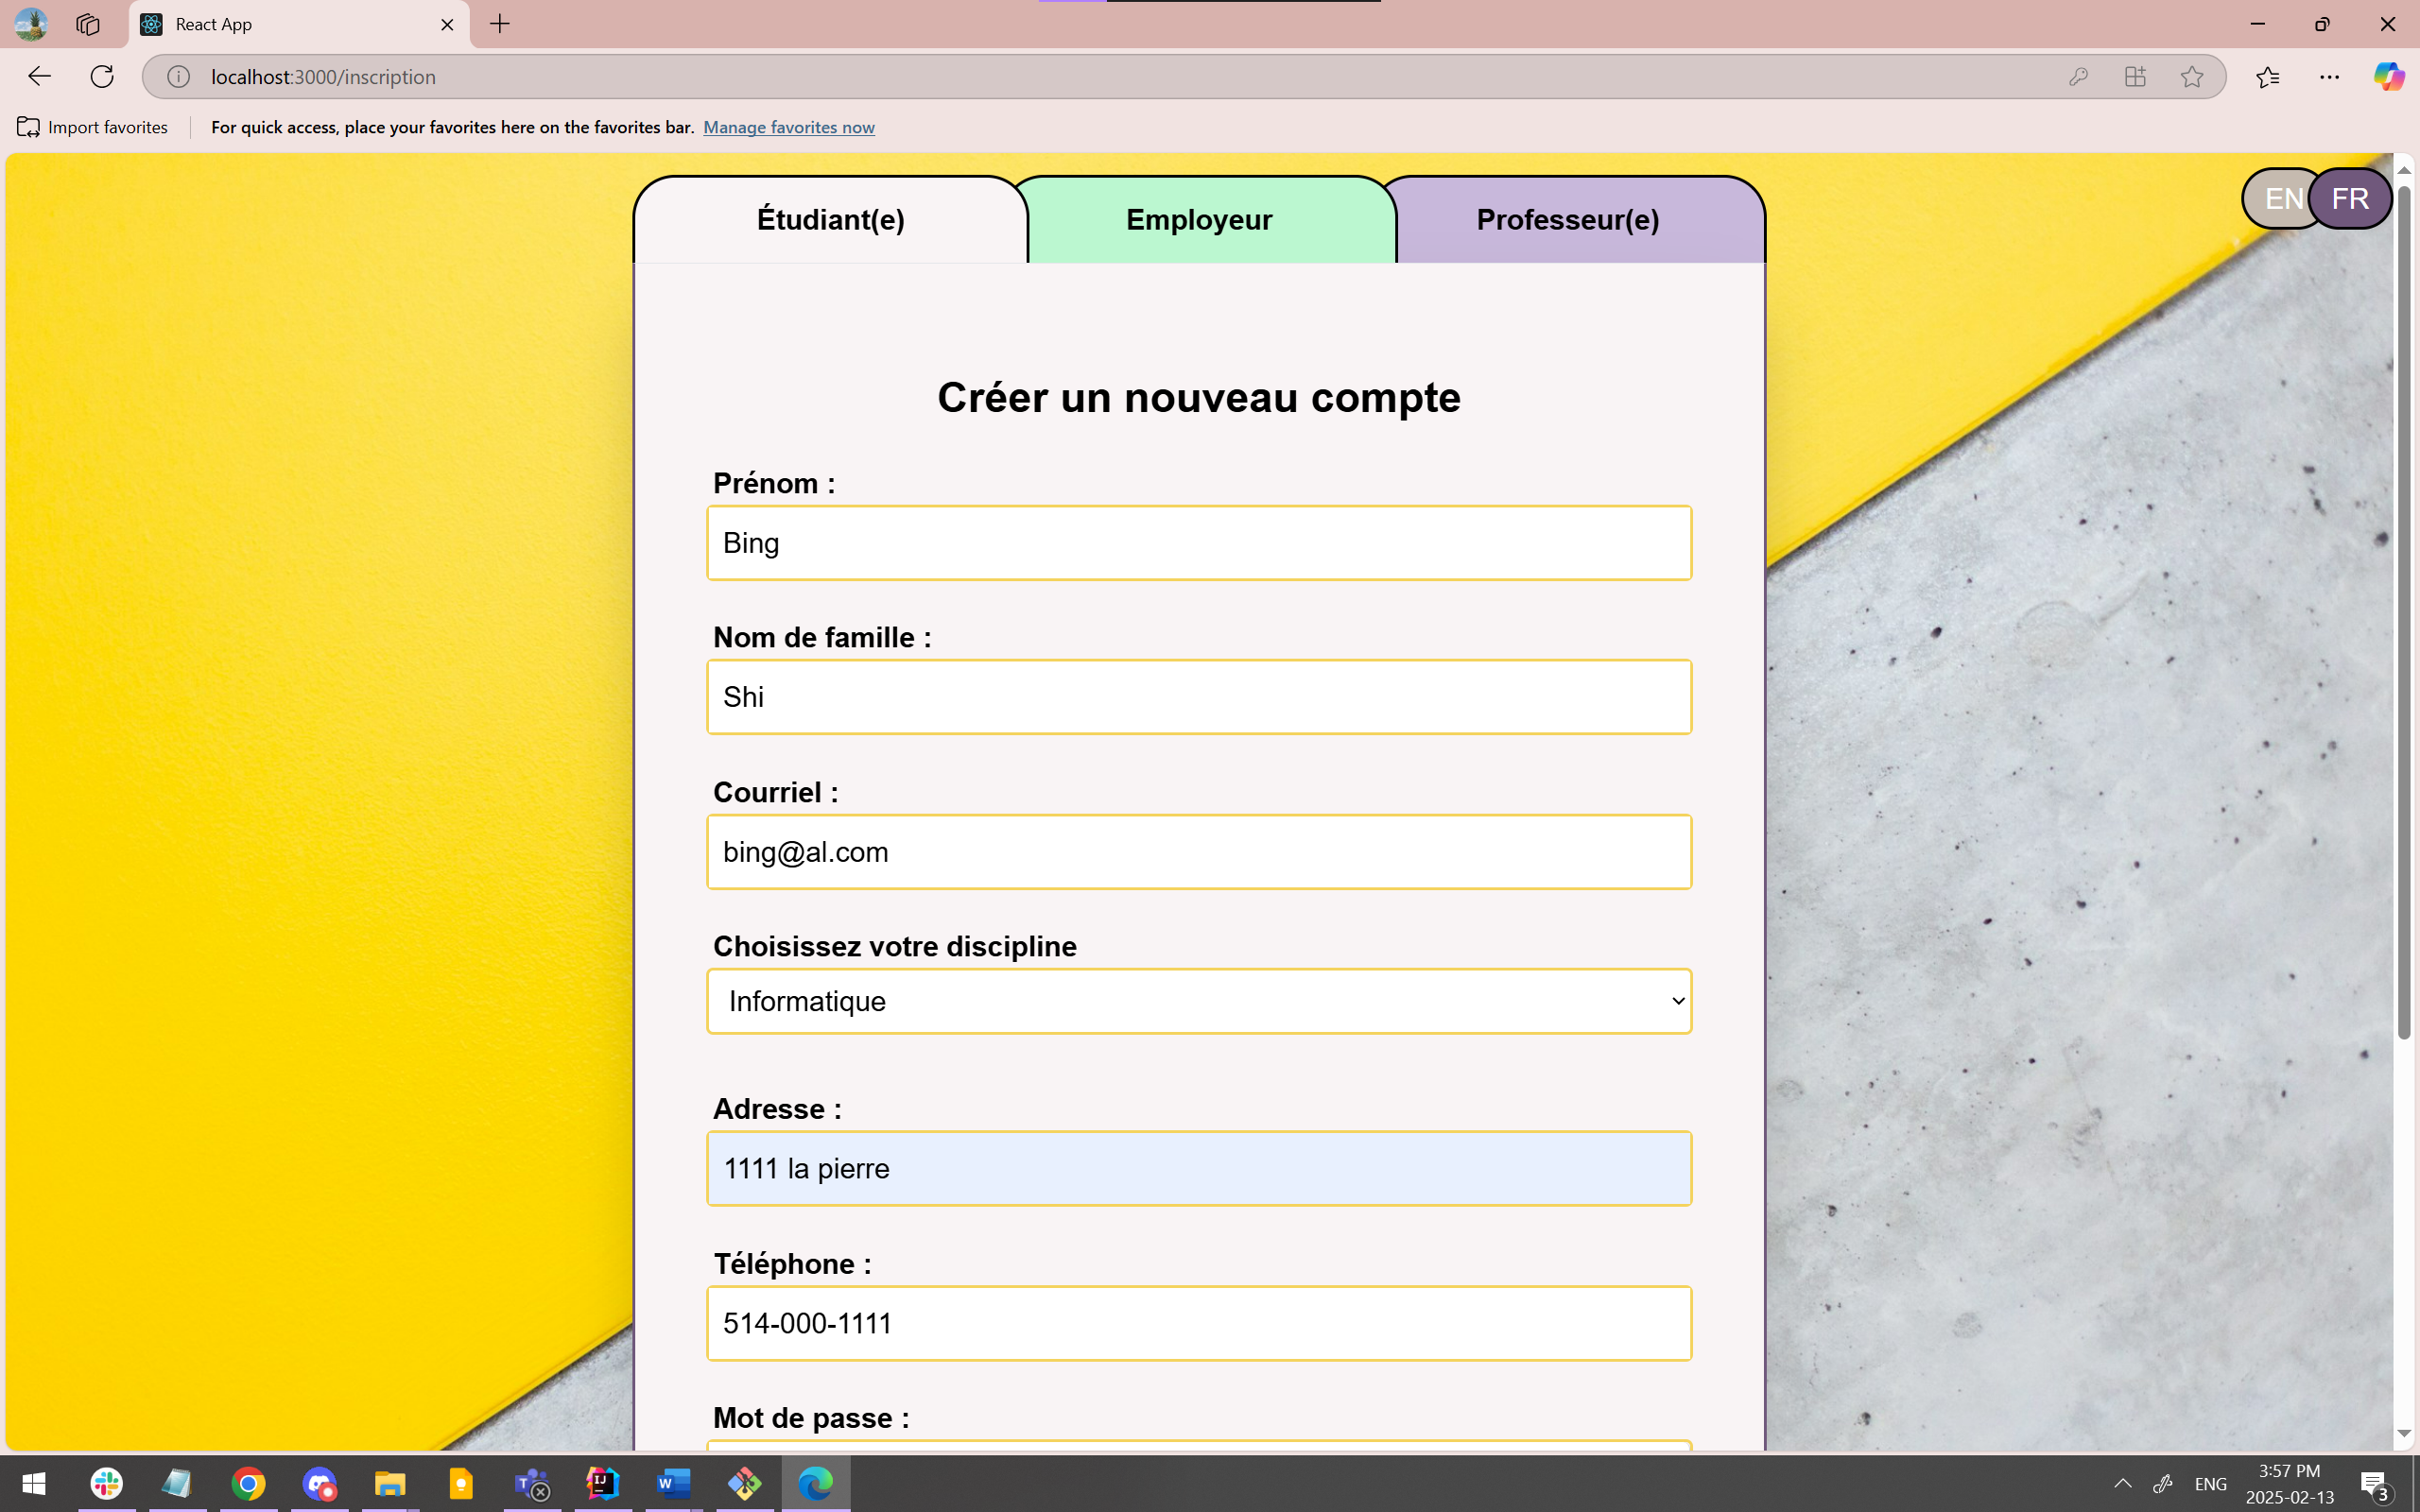 React App
localhost:3000/inscription
Import favorites
For quick access, place your favorites here on the favorites bar. Manage favorites now
Étudiant(e)
Employeur
Professeur(e)
EN
FR
Créer un nouveau compte
Prénom :
Bing
Nom de famille :
Shi
Courriel :
bing@al.com
Choisissez votre discipline
Informatique
Adresse :
1111 la pierre
Téléphone :
514-000-1111
Mot de passe :
ENG
3:57 PM
2025-02-13
3